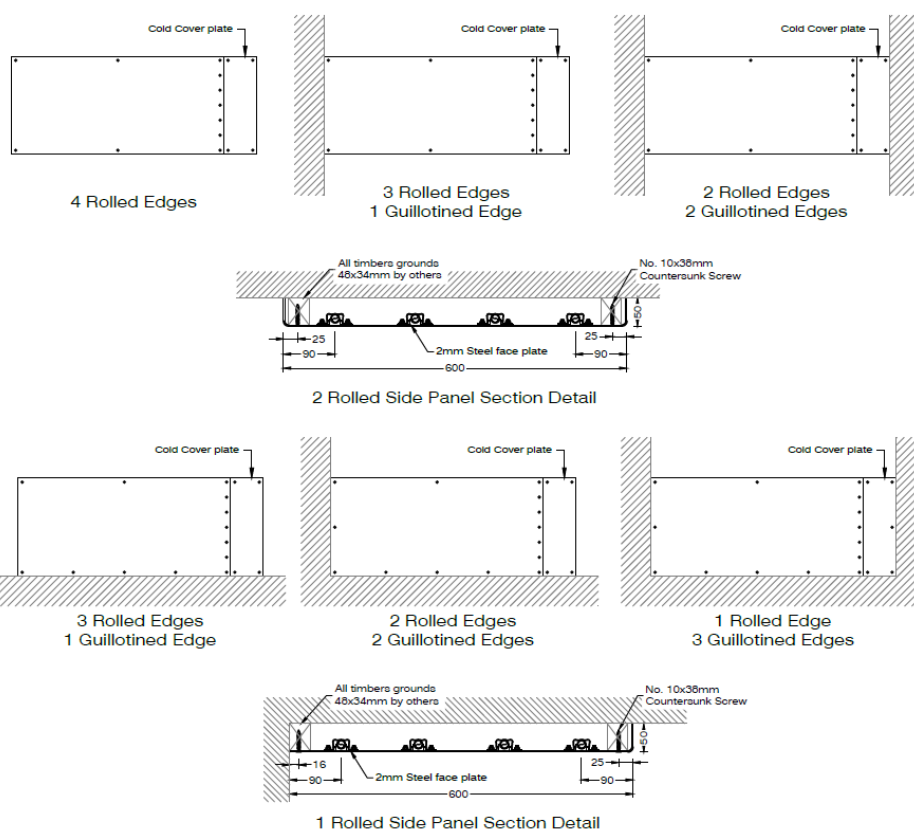 Cold Cover plate
Cold Cover plate
Cold Cover plate
4 Rolled Edges
3 Rolled Edges
1 Guillotined Edge
2 Rolled Edges
2 Guillotined Edges
All timbers grounds
48x34mm by others
No. 10x38mm
Countersunk Screw
50
25
25
90
2mm Steel face plate
90
600
2 Rolled Side Panel Section Detail
Cold Cover plate
Cold Cover plate
Cold Cover plate
3 Rolled Edges
1 Guillotined Edge
2 Rolled Edges
2 Guillotined Edges
1 Rolled Edge
3 Guillotined Edges
All timbers grounds
48x34mm by others
No. 10x38mm
Countersunk Screw
50
16
25
90
2mm Steel face plate
90
600
1 Rolled Side Panel Section Detail